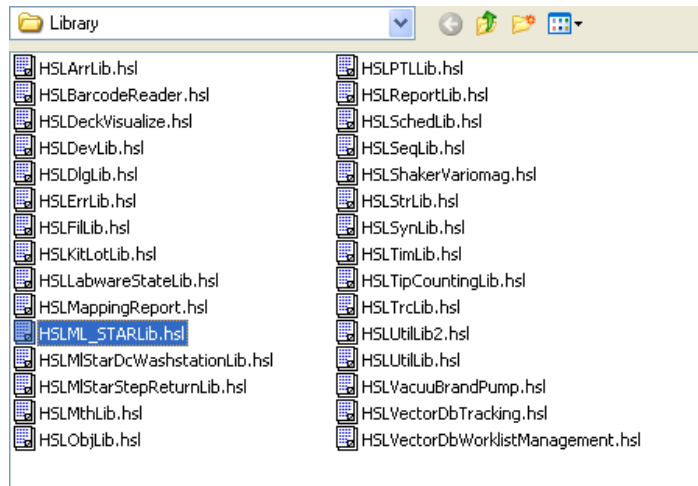 Library
HSLArrLib.hsl
HSLBarcodeReader.hsl
HSLDeckVisualize.hsl
HSLDevLib.hsl
HSLDlgLib.hsl
HSLErrLib.hsl
HSLFilLib.hsl
HSLKitLotLib.hsl
HSLLabwareStateLib.hsl
HSLMappingReport.hsl
HSLML_STARLib.hsl
HSLMlStarDcWashstationLib.hsl
HSLMlStarStepReturnLib.hsl
HSLMthLib.hsl
HSLObjLib.hsl
HSLPTLLib.hsl
HSLReportLib.hsl
HSLSchedLib.hsl
HSLSeqLib.hsl
HSLShakerVariomag.hsl
HSLStrLib.hsl
HSLSynLib.hsl
HSLTimLib.hsl
HSLTipCountingLib.hsl
HSLTrcLib.hsl
HSLUtilLib2.hsl
HSLUtilLib.hsl
HSLVacuuBrandPump.hsl
HSLVectorDbTracking.hsl
HSLVectorDbWorklistManagement.hsl